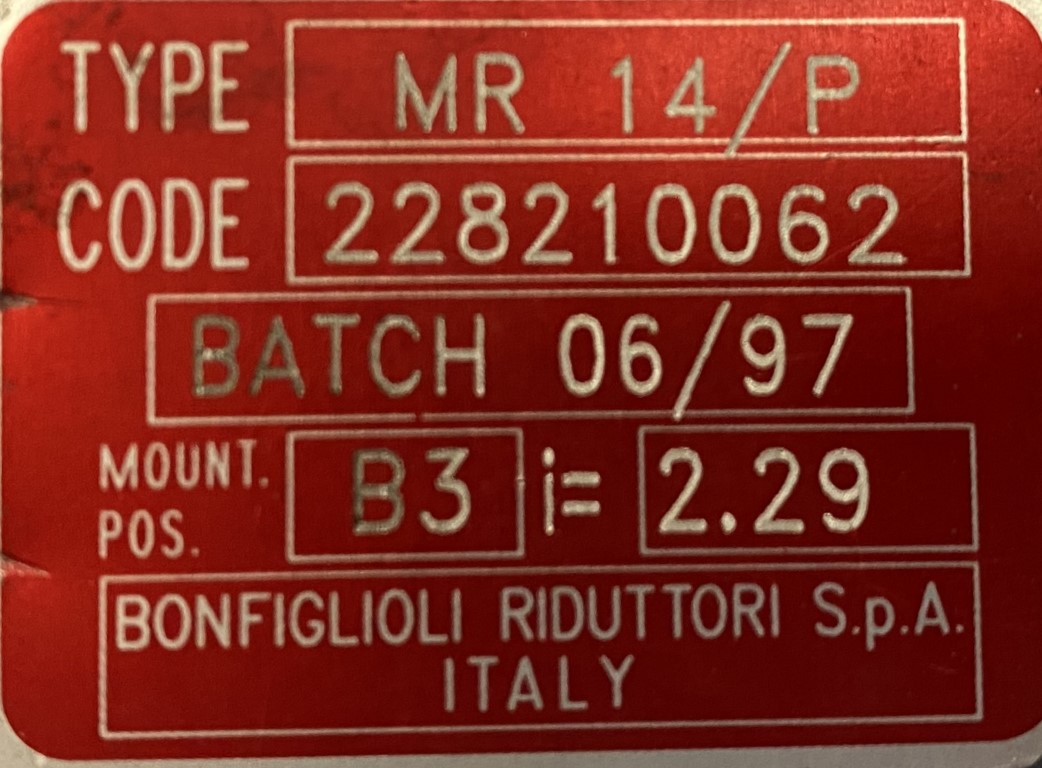 TYPE MR 14/P
CODE 228210062
BATCH 06/97
MOUNT. POS. B3 i= 2.29
BONFIGLIOLI RIDUTTORI S.p.A.
ITALY